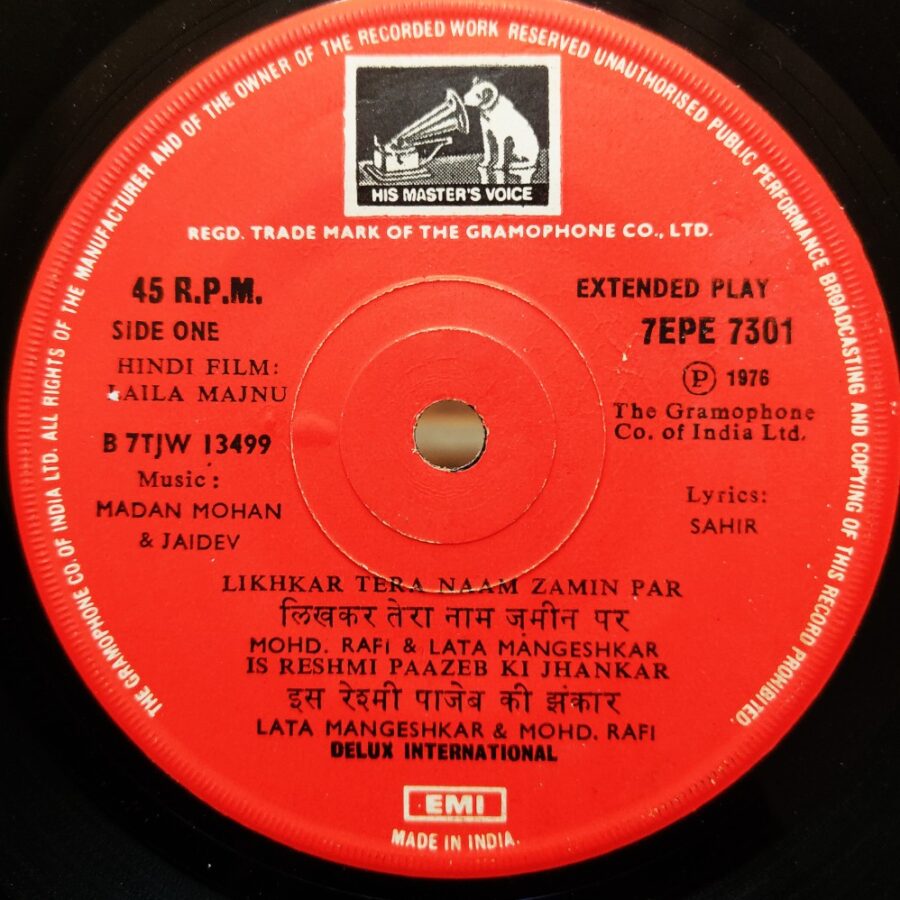 THE GRAMOPHONE CO. OF INDIA LTD. ALL RIGHTS OF THE MANUFACTURER AND OF THE OWNER OF THE RECORDED WORK RESERVED UNAUTHORISED PUBLIC PERFORMANCE BROADCASTING AND COPYING OF THIS RECORD PROHIBITED.
HIS MASTER'S VOICE
REGD. TRADE MARK OF THE GRAMOPHONE CO., LTD.
45 R.P.M.
SIDE ONE
HINDI FILM:
LAILA MAJNU
B 7TJW 13499
Music:
MADAN MOHAN
& JAIDEV
EXTENDED PLAY
7EPE 7301
Ⓟ 1976
The Gramophone
Co. of India Ltd.
Lyrics:
SAHIR
LIKHKAR TERA NAAM ZAMIN PAR
लिखकर तेरा नाम ज़मीन पर
MOHD. RAFI & LATA MANGESHKAR
IS RESHMI PAAZEB KI JHANKAR
इस रेश्मी पाजेब की झंकार
LATA MANGESHKAR & MOHD. RAFI
DELUX INTERNATIONAL
EMI
MADE IN INDIA.